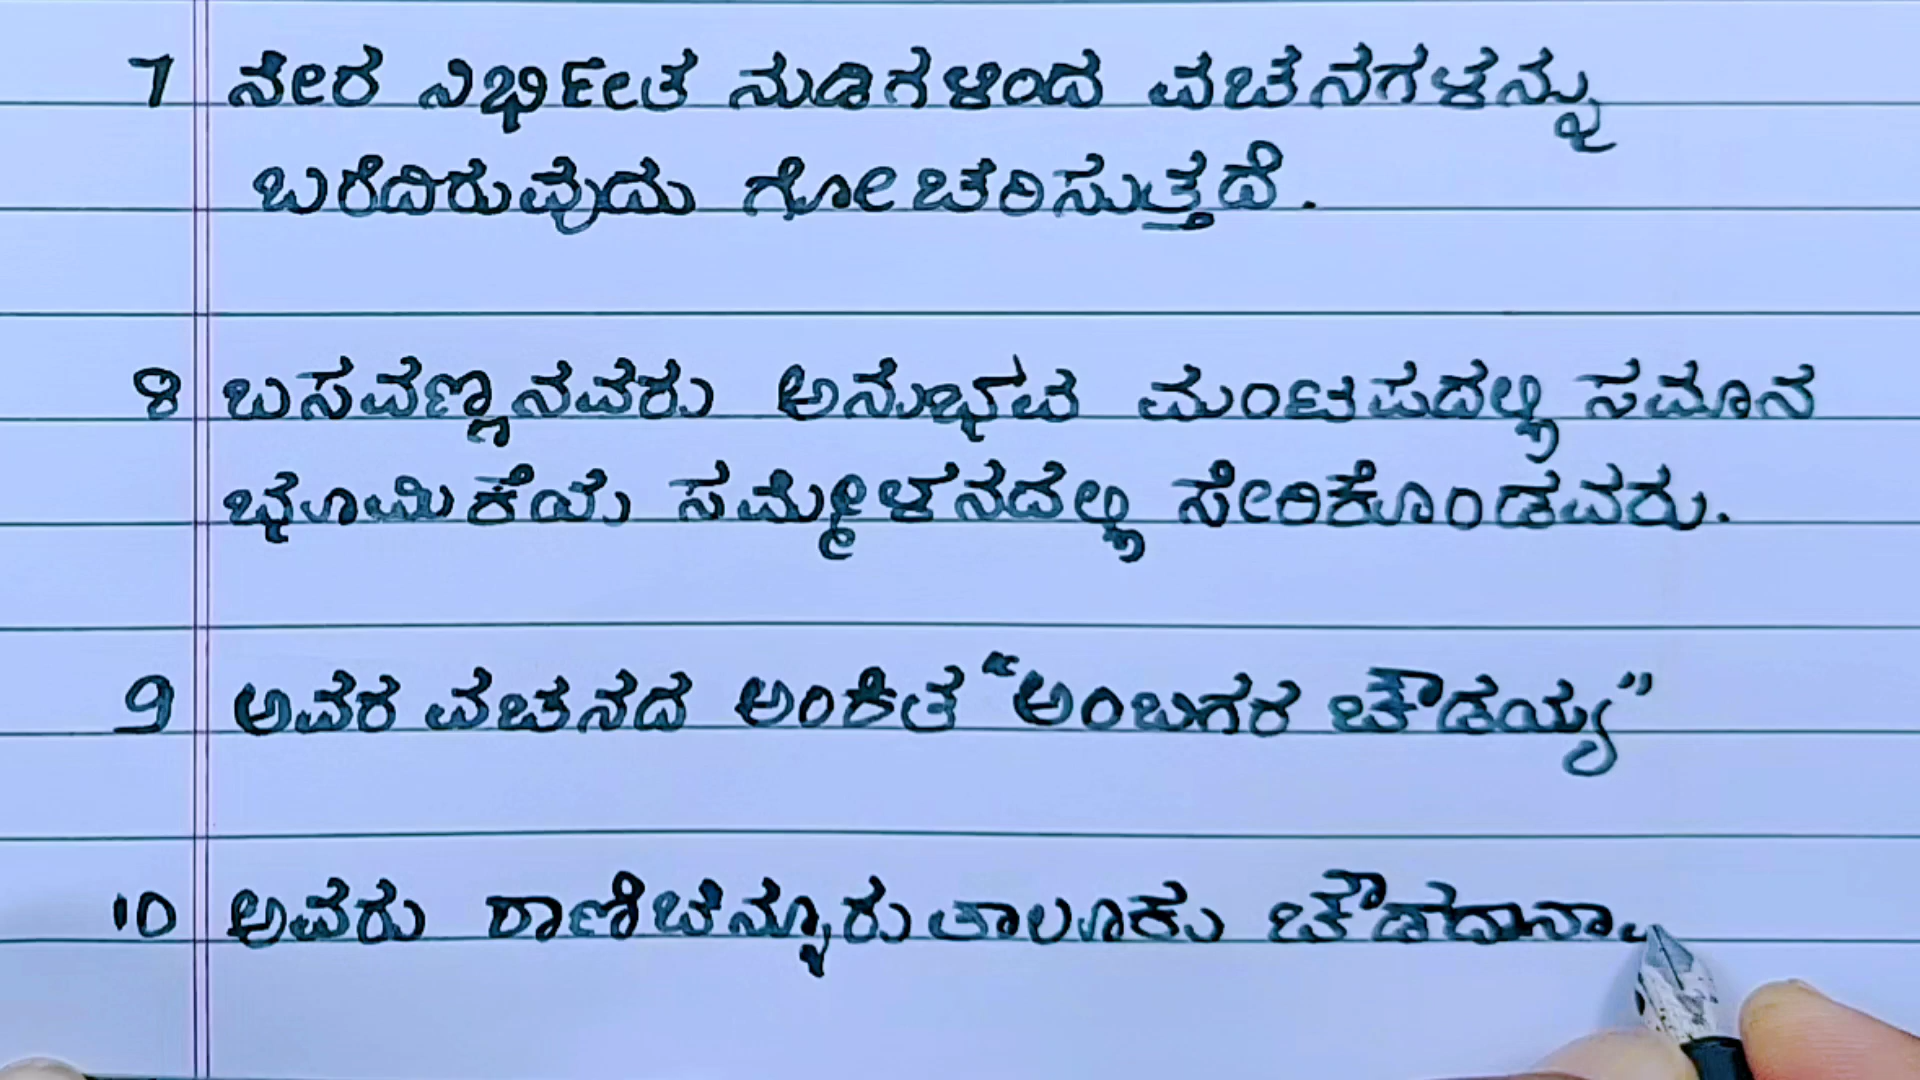 7 ನೇರ ನಿರ್ಭೀತ ನುಡಿಗಳಿಂದ ವಚನಗಳನ್ನು
ಬರೆದಿರುವುದು ಗೋಚರಿಸುತ್ತದೆ.
8 ಬಸವಣ್ಣನವರು ಅನುಭವ ಮಂಟಪದಲ್ಲಿ ಸಮಾನ
ಭೂಮಿಕೆಯ ಸಮ್ಮೇಳನದಲ್ಲಿ ಸೇರಿಕೊಂಡವರು.
9 ಅವರ ವಚನದ ಅಂಕಿತ "ಅಂಬಿಗರ ಚೌಡಯ್ಯ"
10 ಅವರು ರಾಣಿಬೆನ್ನೂರು ತಾಲೂಕು